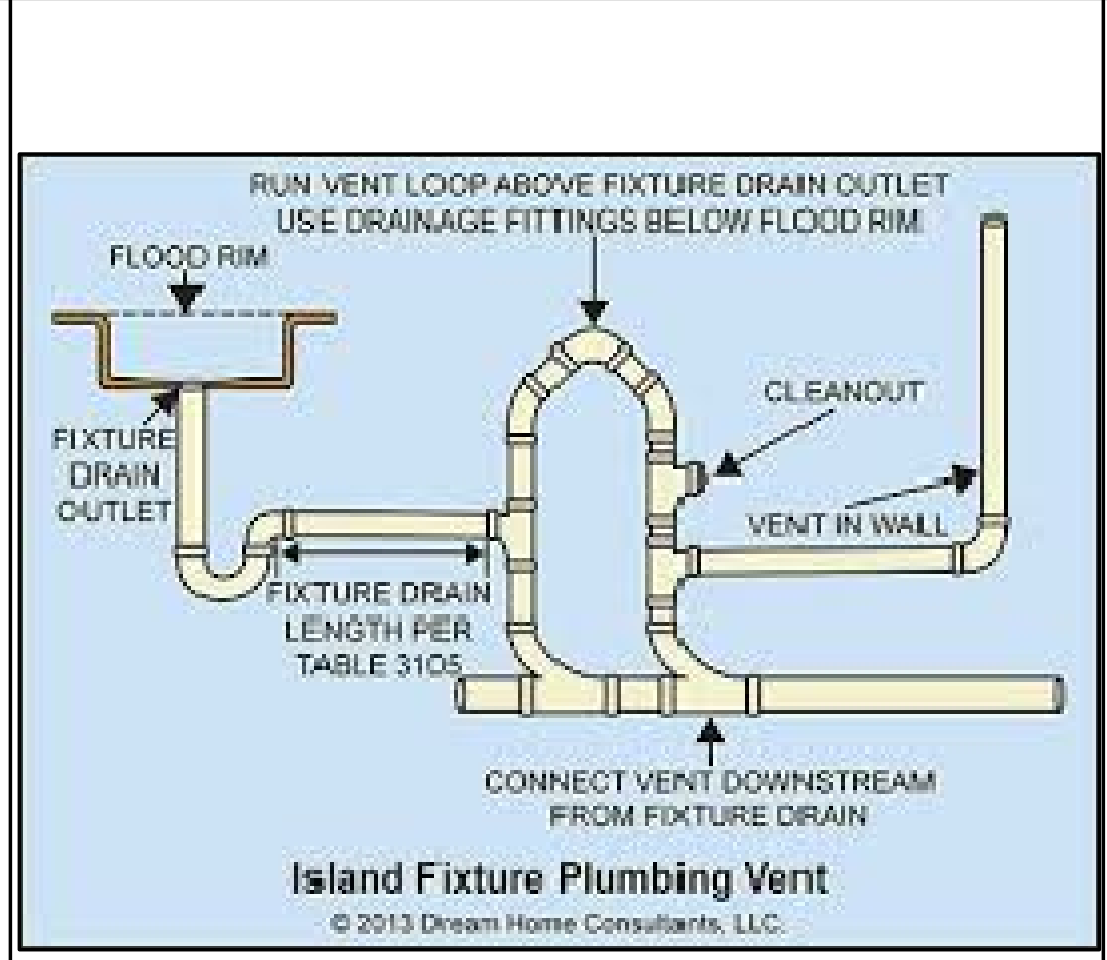 RUN VENT LOOP ABOVE FIXTURE DRAIN OUTLET
USE DRAINAGE FITTINGS BELOW FLOOD RIM
FLOOD RIM
CLEANOUT
FIXTURE
DRAIN
OUTLET
VENT IN WALL
FIXTURE DRAIN
LENGTH PER
TABLE 3105
CONNECT VENT DOWNSTREAM
FROM FIXTURE DRAIN
Island Fixture Plumbing Vent
© 2013 Dream Home Consultants, LLC.